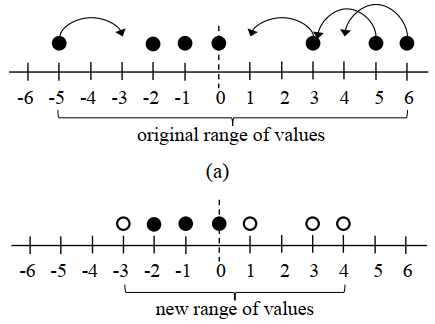 -6 -5 -4 -3 -2 -1 0 1 2 3 4 5 6
original range of values
(a)
-6 -5 -4 -3 -2 -1 0 1 2 3 4 5 6
new range of values